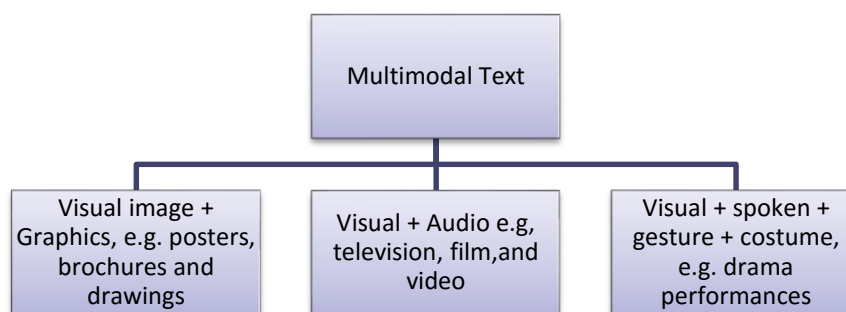 Multimodal Text
Visual image +
Graphics, e.g. posters,
brochures and
drawings
Visual + Audio e.g,
television, film,and
video
Visual + spoken +
gesture + costume,
e.g. drama
performances